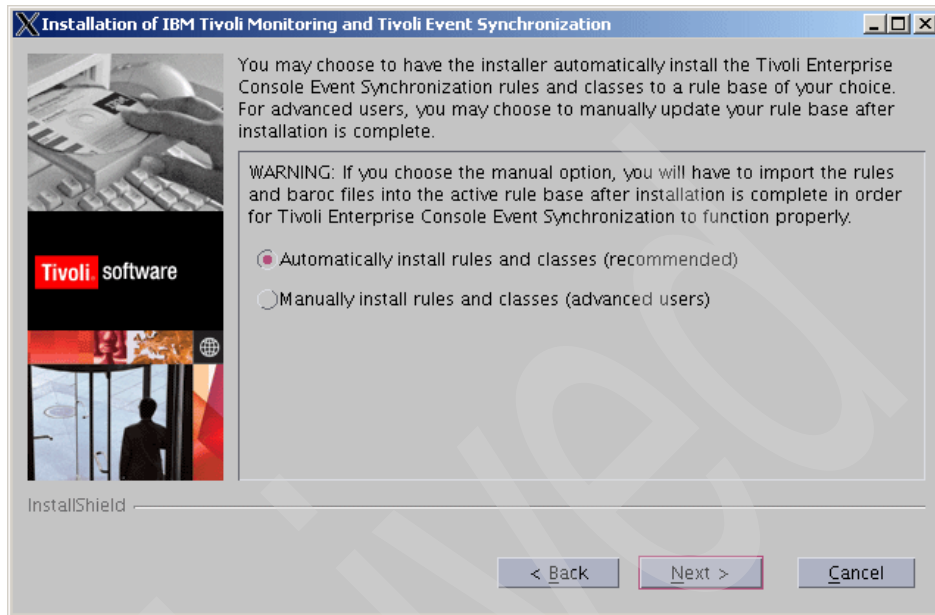 Installation of IBM Tivoli Monitoring and Tivoli Event Synchronization
You may choose to have the installer automatically install the Tivoli Enterprise
Console Event Synchronization rules and classes to a rule base of your choice.
For advanced users, you may choose to manually update your rule base after
installation is complete.
WARNING: If you choose the manual option, you will have to import the rules
and baroc files into the active rule base after installation is complete in order
for Tivoli Enterprise Console Event Synchronization to function properly.
Automatically install rules and classes (recommended)
Manually install rules and classes (advanced users)
Tivoli. software
InstallShield
< Back
Next >
Cancel